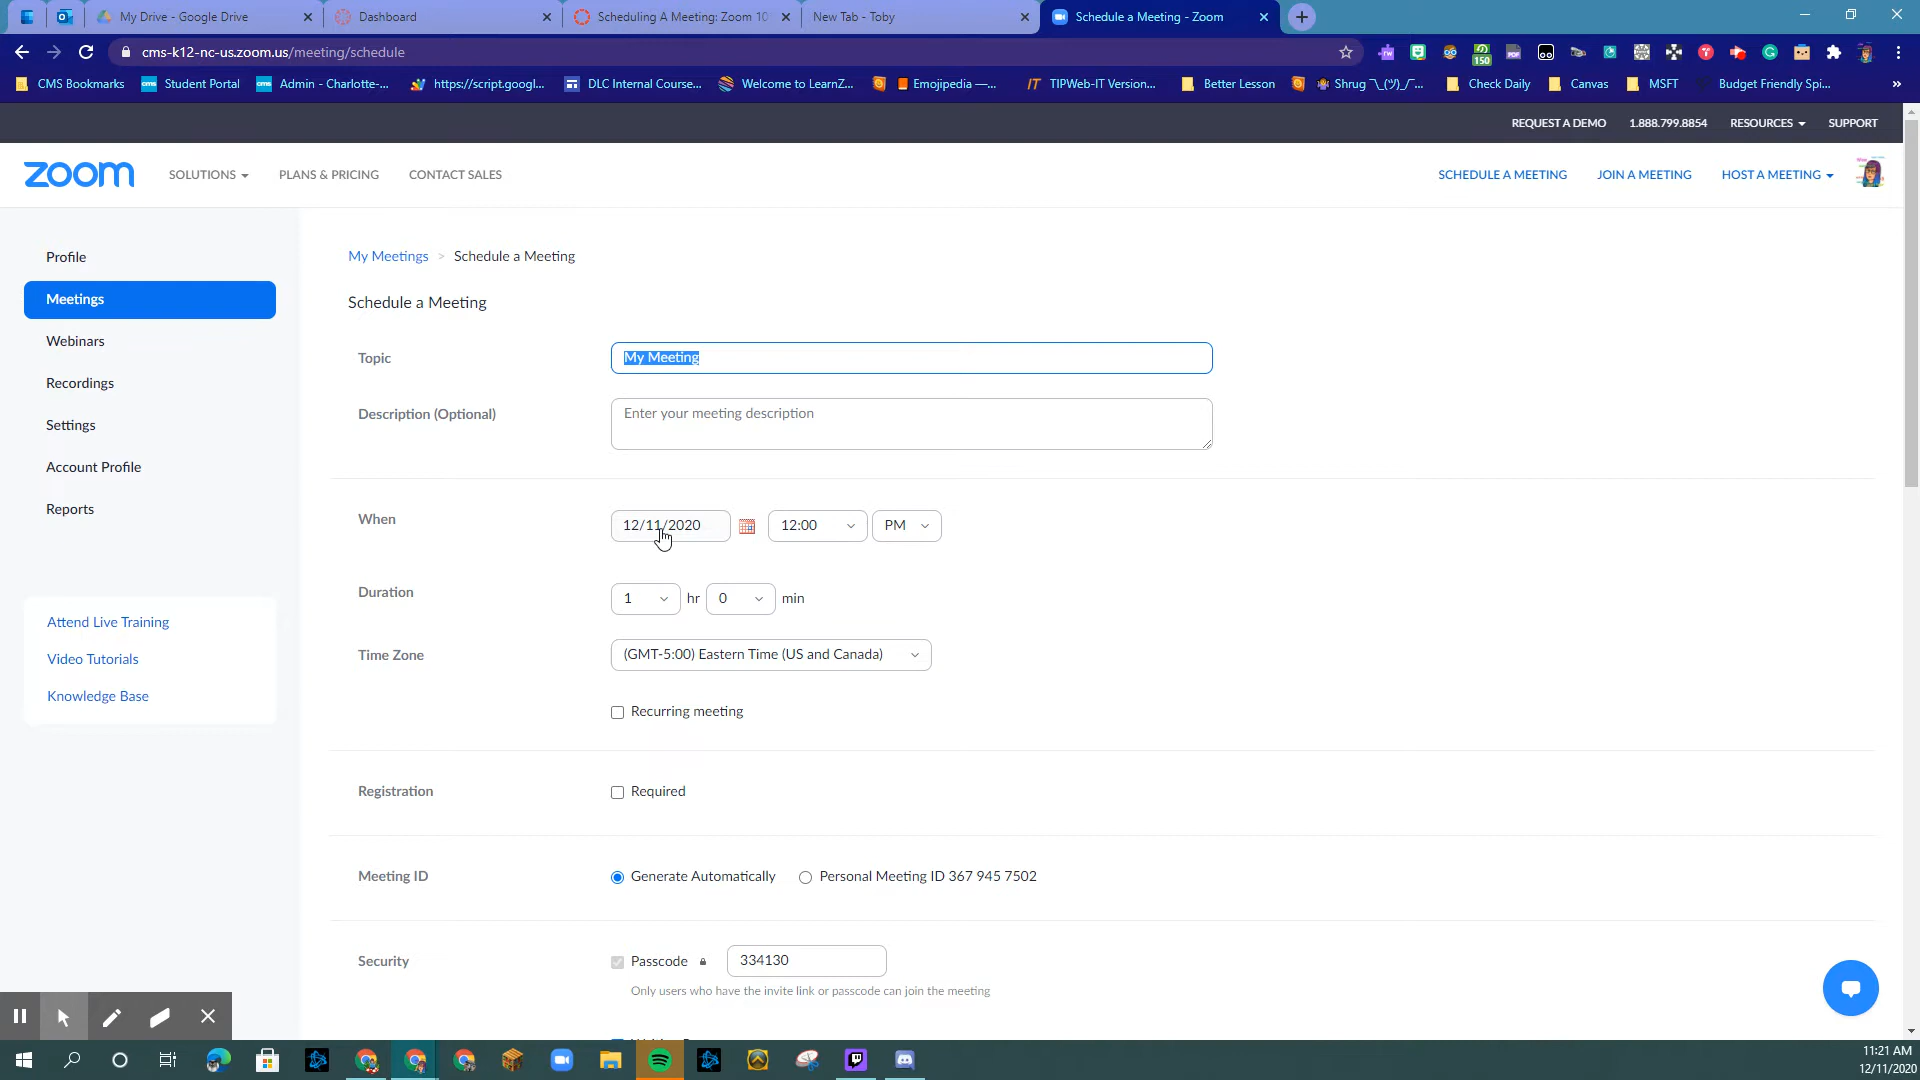 My Drive - Google Drive
Dashboard
Scheduling A Meeting: Zoom 10
New Tab - Toby
Schedule a Meeting - Zoom
cms-k12-nc-us.zoom.us/meeting/schedule
150
CMS Bookmarks
cms Student Portal
cms Admin - Charlotte-...
https://script.googl...
DLC Internal Course...
Welcome to LearnZ...
Emojipedia —...
IT TIPWeb-IT Version...
Better Lesson
Shrug ¯\_(ツ)_/¯...
Check Daily
Canvas
MSFT
Budget Friendly Spi...
»
REQUEST A DEMO
1.888.799.8854
RESOURCES
SUPPORT
zoom
SOLUTIONS
PLANS & PRICING
CONTACT SALES
SCHEDULE A MEETING
JOIN A MEETING
HOST A MEETING
Profile
Meetings
Webinars
Recordings
Settings
Account Profile
Reports
Attend Live Training
Video Tutorials
Knowledge Base
My Meetings > Schedule a Meeting
Schedule a Meeting
Topic
My Meeting
Description (Optional)
Enter your meeting description
When
12/11/2020
12:00
PM
Duration
1 hr 0 min
Time Zone
(GMT-5:00) Eastern Time (US and Canada)
Recurring meeting
Registration
Required
Meeting ID
Generate Automatically
Personal Meeting ID 367 945 7502
Security
Passcode
334130
Only users who have the invite link or passcode can join the meeting
11:21 AM
12/11/2020